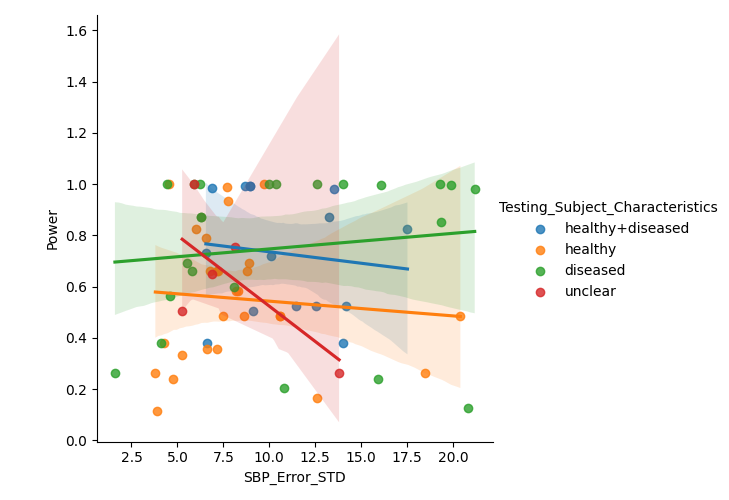 1.6
1.4
1.2
1.0
0.8
0.6
0.4
0.2
0.0
Power
2.5 5.0 7.5 10.0 12.5 15.0 17.5 20.0
SBP_Error_STD
Testing_Subject_Characteristics
healthy+diseased
healthy
diseased
unclear